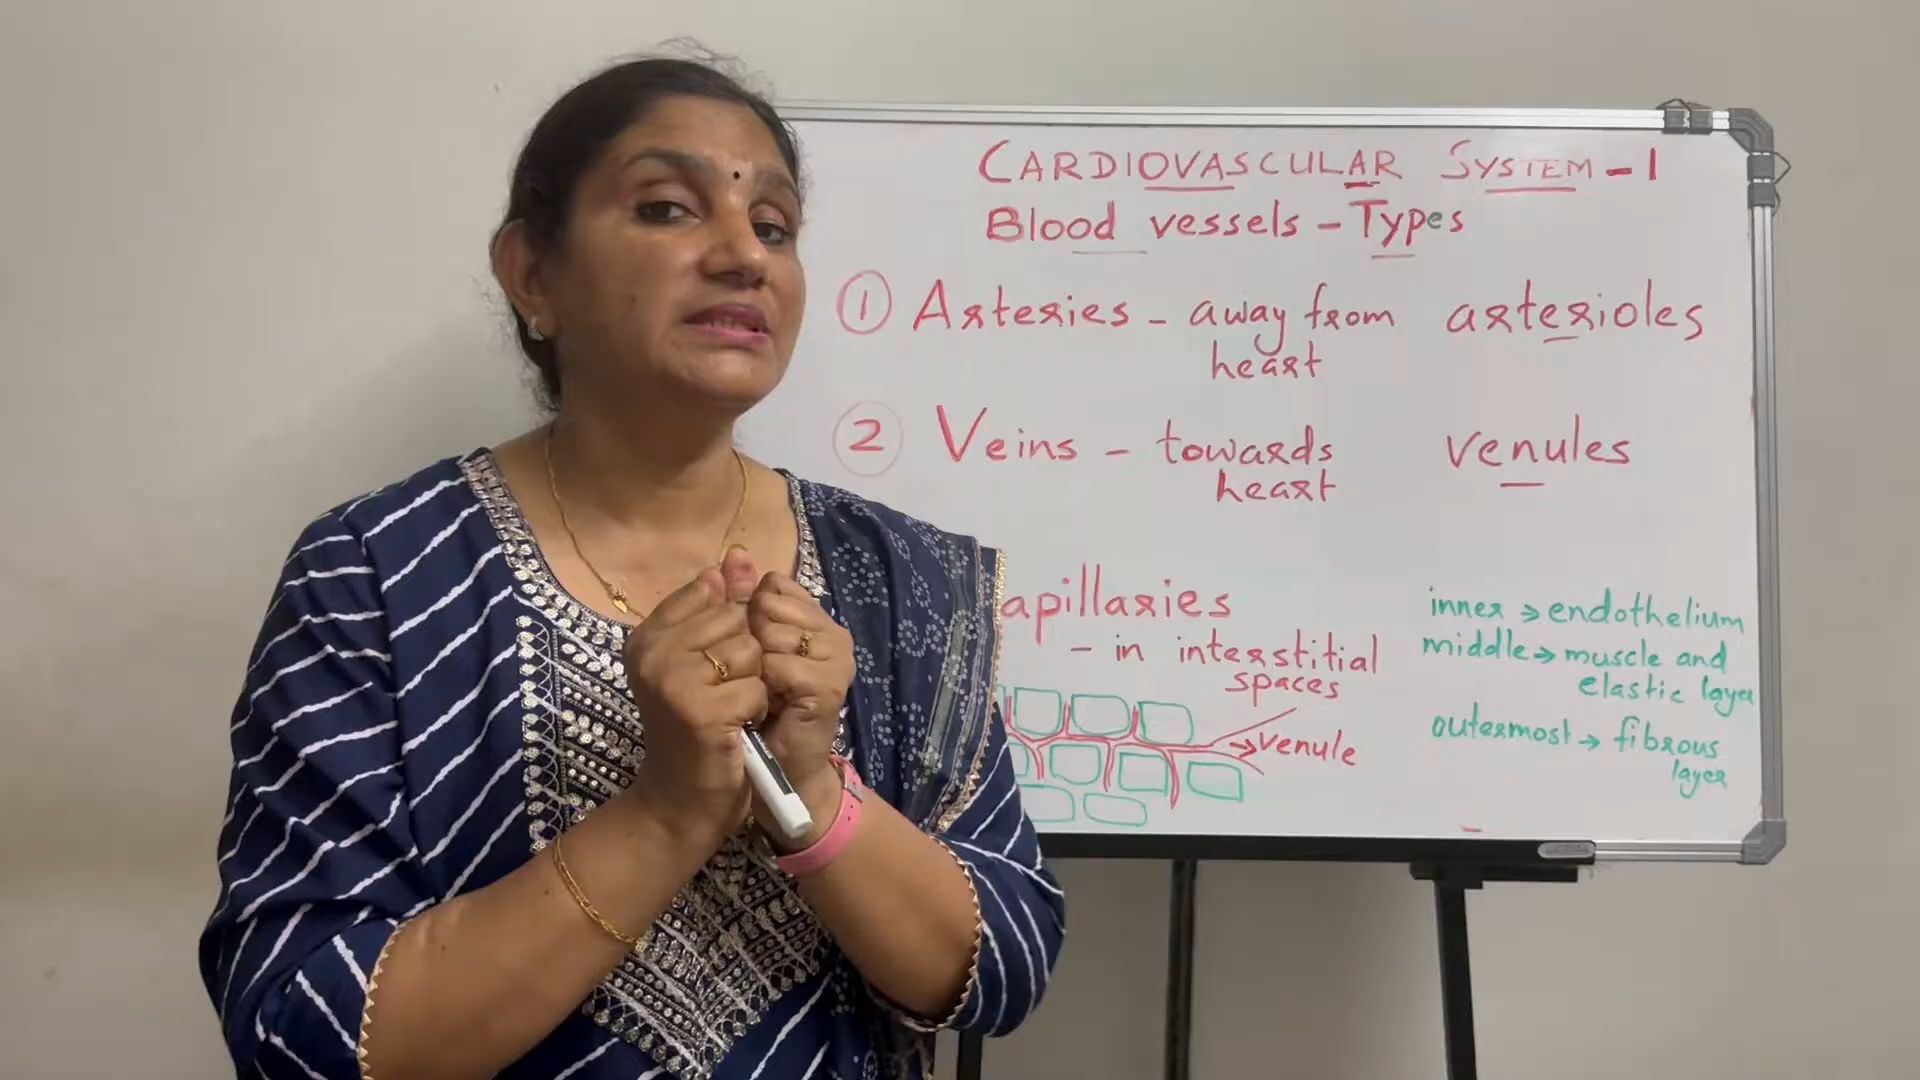 CARDIOVASCULAR SYSTEM - 1
Blood vessels - Types
1 Arteries - away from heart arterioles
2 Veins - towards heart venules
apillaries
- in interstitial spaces
→ venule
inner → endothelium
middle → muscle and
elastic layer
outermost → fibrous
layer